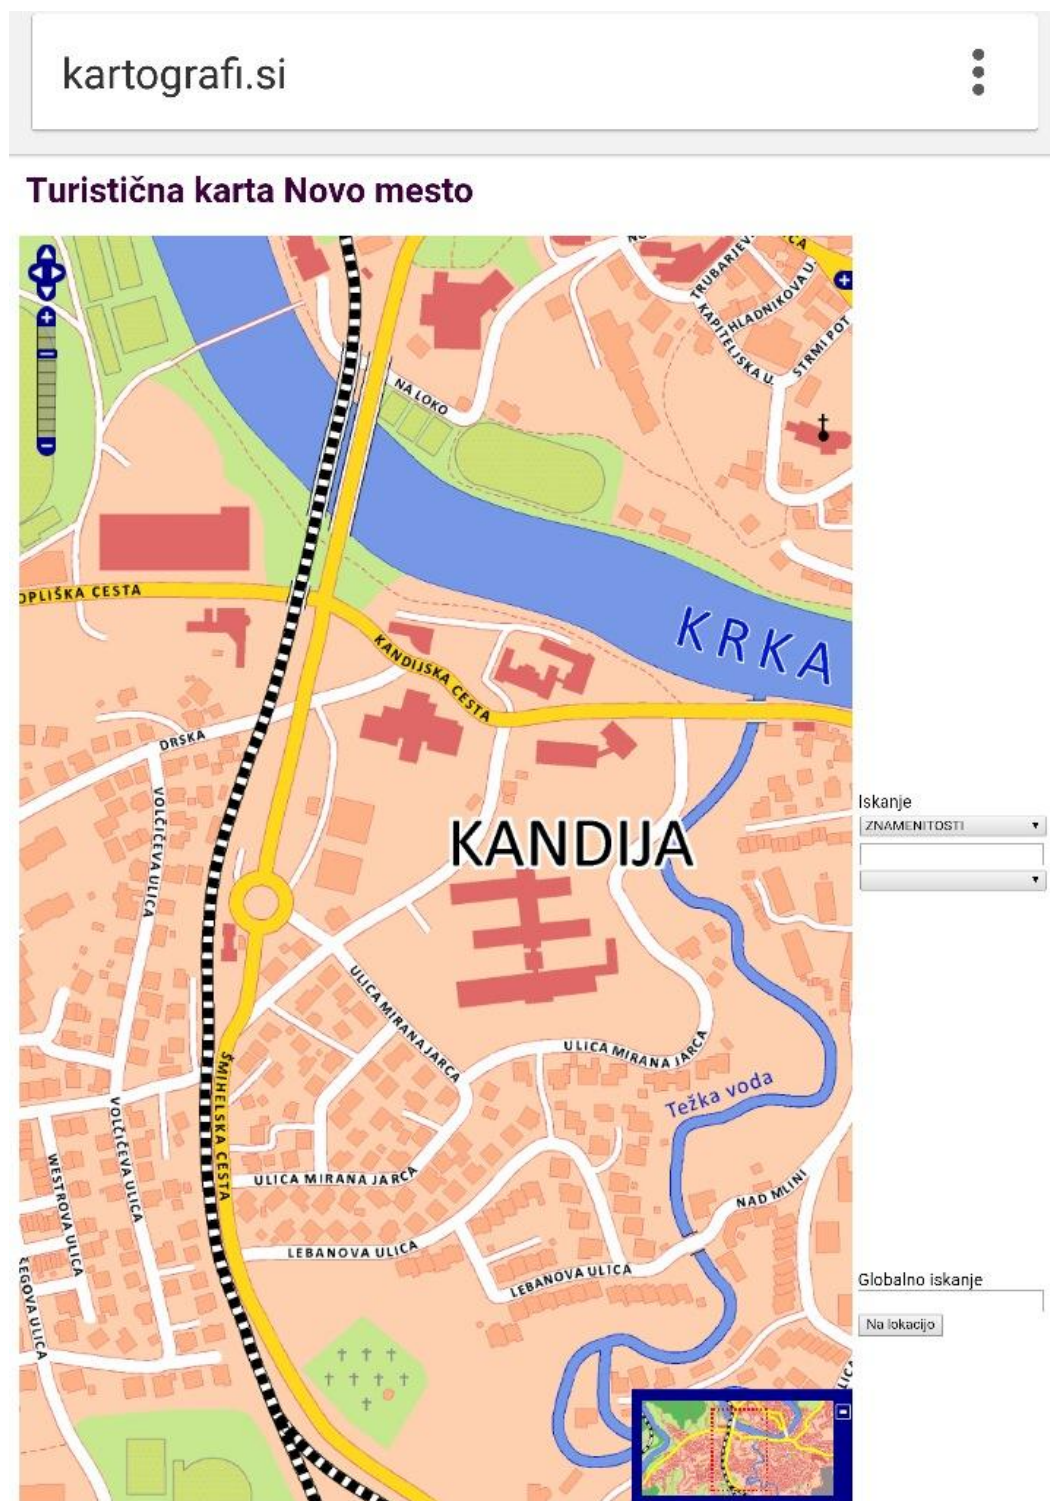 kartografi.si
Turistična karta Novo mesto
TRUBARJEV
HLADNIKOVA U.
KAPITELJSKA U.
STRMI POT
NA LOKO
OPLIŠKA CESTA
KRKA
KANDIJSKA CESTA
DRSKA
VOLČIČEVA ULICA
KANDIJA
Iskanje
ZNAMENITOSTI
ULICA MIRANA JARCA
ULICA MIRANA JARCA
ŠMIHELSKA CESTA
Težka voda
VOLČIČEVA ULICA
WESTROVA ULICA
ULICA MIRANA JARCA
NAD MLINI
LEBANOVA ULICA
LEBANOVA ULICA
Globalno iskanje
Na lokacijo